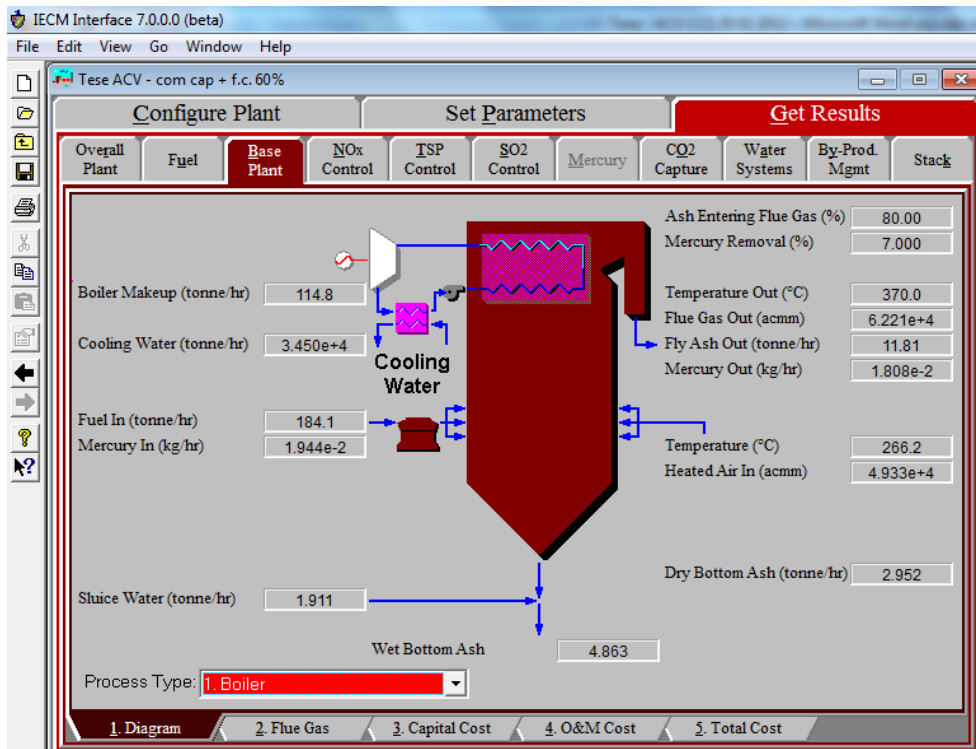 IECM Interface 7.0.0.0 (beta)
File Edit View Go Window Help
Tese ACV - com cap + f.c. 60%
Configure Plant Set Parameters Get Results
Overall Plant Fuel Base Plant NOx Control TSP Control SO2 Control Mercury CO2 Capture Water Systems By-Prod. Mgmt Stack
Ash Entering Flue Gas (%) 80.00
Mercury Removal (%) 7.000
Boiler Makeup (tonne/hr) 114.8
Temperature Out (°C) 370.0
Flue Gas Out (acmm) 6.221e+4
Cooling Water (tonne/hr) 3.450e+4
Fly Ash Out (tonne/hr) 11.81
Cooling
Water
Mercury Out (kg/hr) 1.808e-2
Fuel In (tonne/hr) 184.1
Mercury In (kg/hr) 1.944e-2
Temperature (°C) 266.2
Heated Air In (acmm) 4.933e+4
Dry Bottom Ash (tonne/hr) 2.952
Sluice Water (tonne/hr) 1.911
Wet Bottom Ash 4.863
Process Type: 1. Boiler
1. Diagram 2. Flue Gas 3. Capital Cost 4. O&M Cost 5. Total Cost